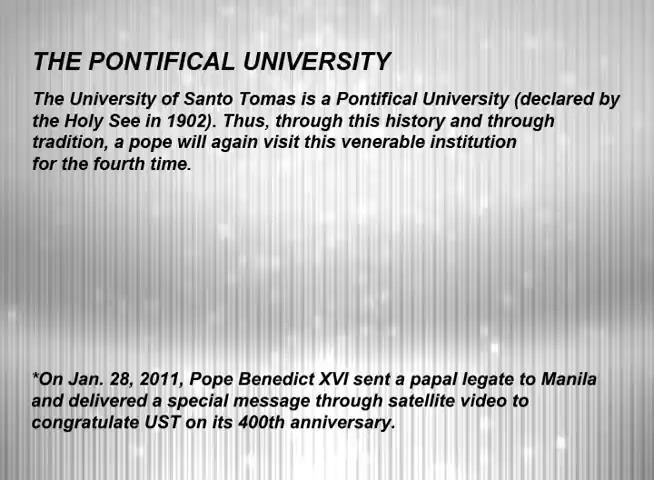 THE PONTIFICAL UNIVERSITY
The University of Santo Tomas is a Pontifical University (declared by
the Holy See in 1902). Thus, through this history and through
tradition, a pope will again visit this venerable institution
for the fourth time.
*On Jan. 28, 2011, Pope Benedict XVI sent a papal legate to Manila
and delivered a special message through satellite video to
congratulate UST on its 400th anniversary.